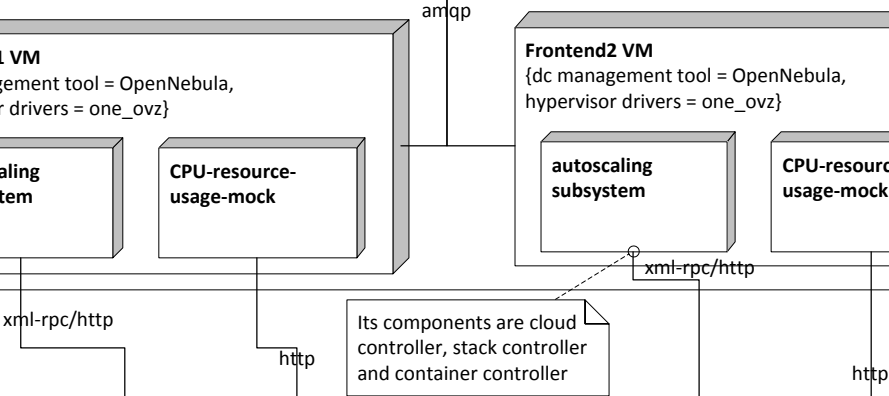 amqp
1 VM
gement tool = OpenNebula,
r drivers = one_ovz}
aling
tem
CPU-resource-
usage-mock
Frontend2 VM
{dc management tool = OpenNebula,
hypervisor drivers = one_ovz}
autoscaling
subsystem
CPU-resourc
usage-mock
xml-rpc/http
xml-rpc/http
http
Its components are cloud
controller, stack controller
and container controller
http